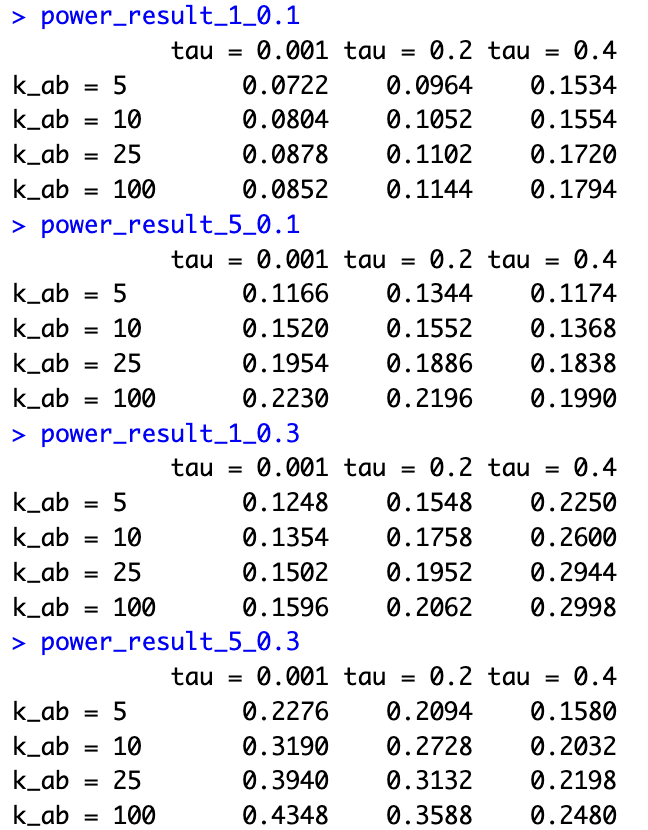 > power_result_1_0.1
tau = 0.001 tau = 0.2 tau = 0.4
k_ab = 5 0.0722 0.0964 0.1534
k_ab = 10 0.0804 0.1052 0.1554
k_ab = 25 0.0878 0.1102 0.1720
k_ab = 100 0.0852 0.1144 0.1794
> power_result_5_0.1
tau = 0.001 tau = 0.2 tau = 0.4
k_ab = 5 0.1166 0.1344 0.1174
k_ab = 10 0.1520 0.1552 0.1368
k_ab = 25 0.1954 0.1886 0.1838
k_ab = 100 0.2230 0.2196 0.1990
> power_result_1_0.3
tau = 0.001 tau = 0.2 tau = 0.4
k_ab = 5 0.1248 0.1548 0.2250
k_ab = 10 0.1354 0.1758 0.2600
k_ab = 25 0.1502 0.1952 0.2944
k_ab = 100 0.1596 0.2062 0.2998
> power_result_5_0.3
tau = 0.001 tau = 0.2 tau = 0.4
k_ab = 5 0.2276 0.2094 0.1580
k_ab = 10 0.3190 0.2728 0.2032
k_ab = 25 0.3940 0.3132 0.2198
k_ab = 100 0.4348 0.3588 0.2480